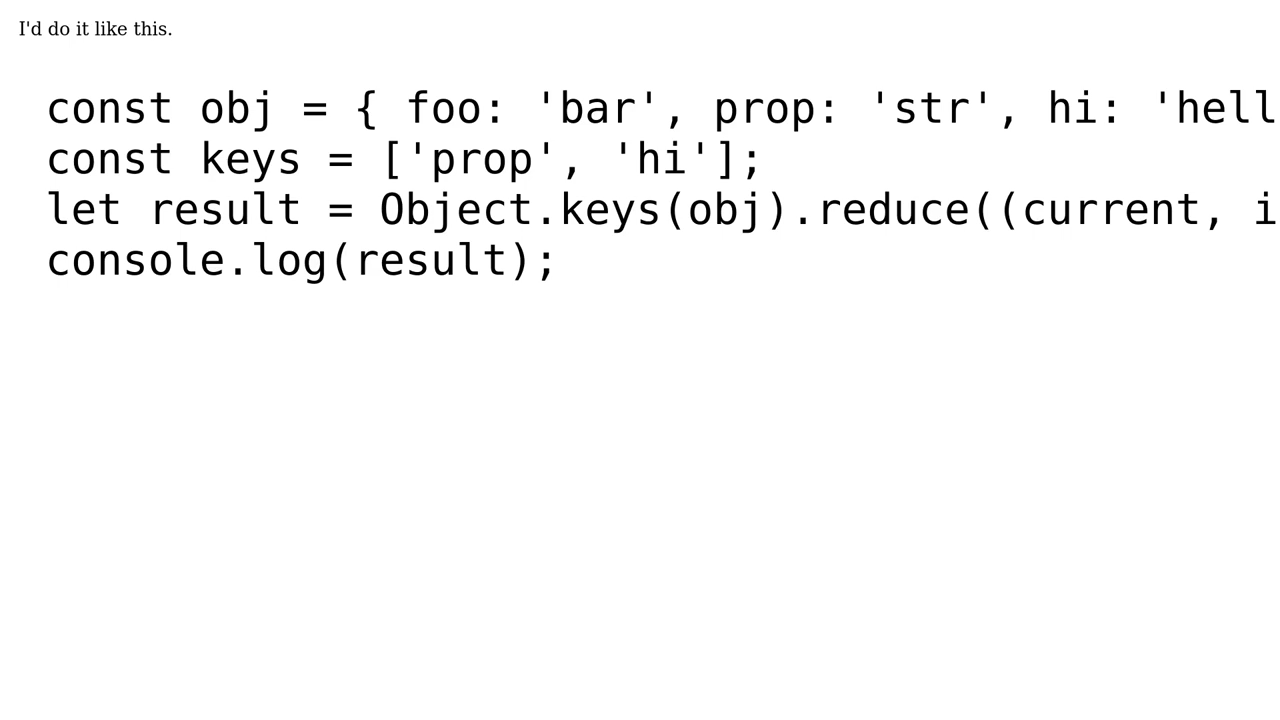 I'd do it like this.
const obj = { foo: 'bar', prop: 'str', hi: 'hell
const keys = ['prop', 'hi'];
let result = Object.keys(obj).reduce((current, i
console.log(result);